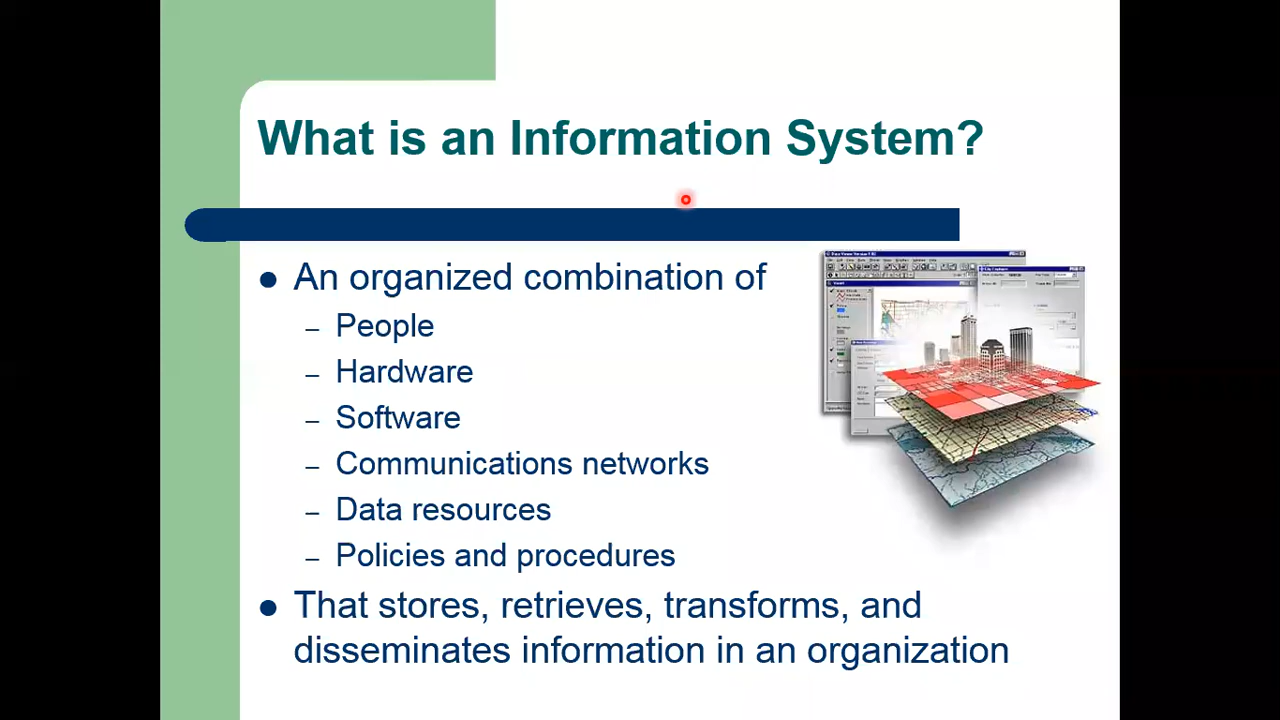 What is an Information System?
● An organized combination of
– People
– Hardware
– Software
– Communications networks
– Data resources
– Policies and procedures
● That stores, retrieves, transforms, and
disseminates information in an organization